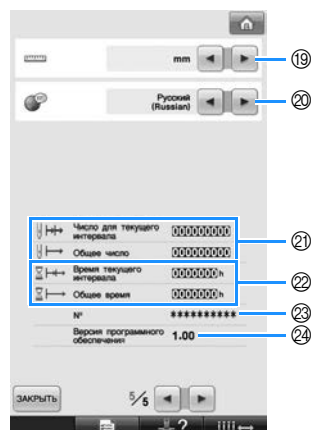 mm
⑲
Русский
(Russian)
⑳
Число для текущего
интервала
000000000
㉑
Общее число
000000000
Время текущего
интервала
0000000h
㉒
Общее время
0000000h
N°
**********
㉓
Версия программного
обеспечения
1.00
㉔
ЗАКРЫТЬ
5/5
?